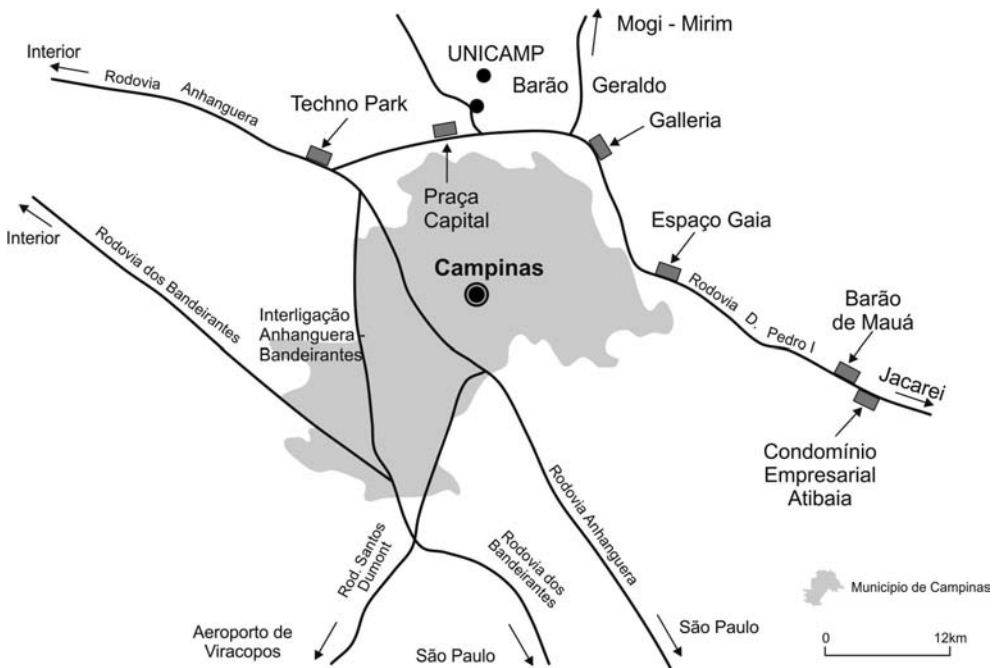 Mogi - Mirim
Interior
UNICAMP
Rodovia Anhanguera
Barão Geraldo
Techno Park
Galleria
Praça
Capital
Espaço Gaia
Interior
Rodovia dos Bandeirantes
Campinas
Rodovia D. Pedro I
Barão
de Mauá
Interligação
Anhanguera -
Bandeirantes
Jacarei
Condomínio
Empresarial
Atibaia
Rodovia Anhanguera
Rod. Santos
Dumont
Rodovia dos
Bandeirantes
Municipio de Campinas
Aeroporto de
Viracopos
São Paulo
São Paulo
0 12km